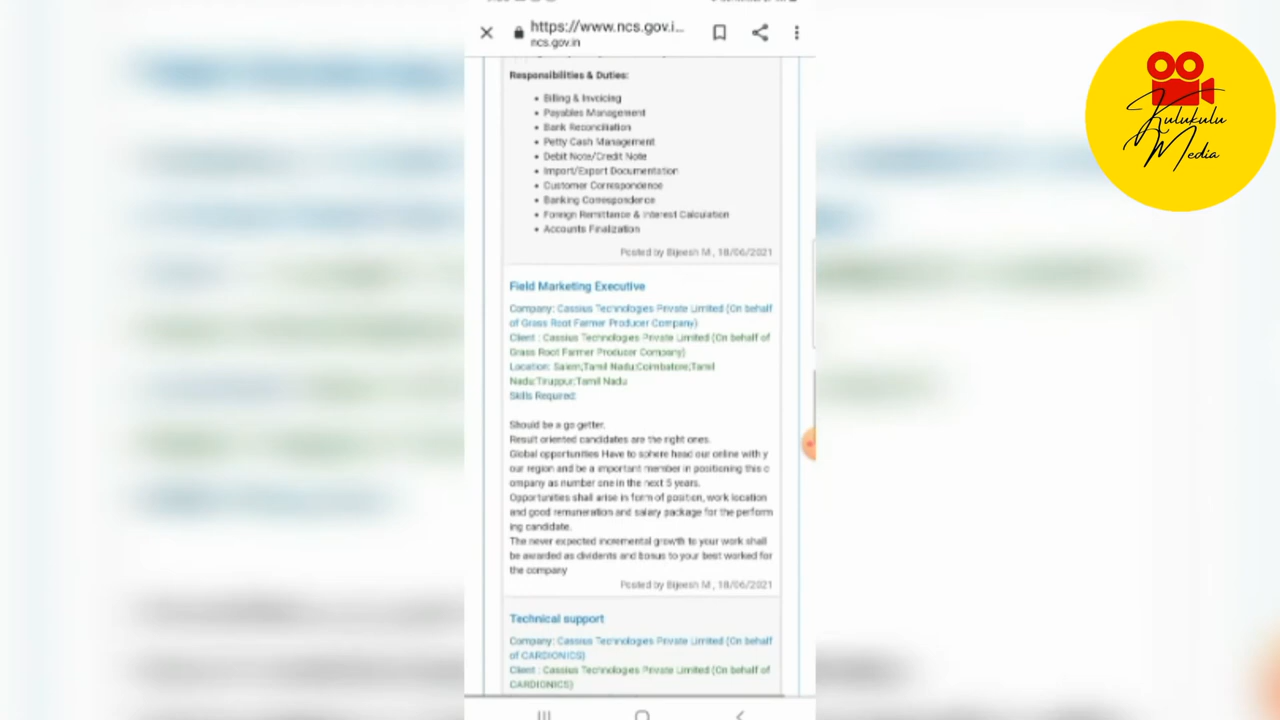 https://www.ncs.gov.i...
ncs.gov.in
Responsibilities & Duties:
• Billing & Invoicing
• Payables Management
• Bank Reconciliation
• Petty Cash Management
• Debit Note/Credit Note
• Import/Export Documentation
• Customer Correspondence
• Banking Correspondence
• Foreign Remittance & Interest Calculation
• Accounts Finalization
Posted by Bijeesh M , 18/06/2021
Field Marketing Executive
Company: Cassius Technologies Private Limited (On behalf
of Grass Root Farmer Producer Company)
Client : Cassius Technologies Private Limited (On behalf of
Grass Root Farmer Producer Company)
Location: Salem;Tamil Nadu;Coimbatore;Tamil
Nadu;Tiruppur;Tamil Nadu
Skills Required:
Should be a go getter.
Result oriented candidates are the right ones.
Global opportunities Have to sphere head our online with y
our region and be a important member in positioning this c
ompany as number one in the next 5 years.
Opportunities shall arise in form of position, work location
and good remuneration and salary package for the perform
ing candidate.
The never expected incremental growth to your work shall
be awarded as dividents and bonus to your best worked for
the company
Posted by Bijeesh M , 18/06/2021
Technical support
Company: Cassius Technologies Private Limited (On behalf
of CARDIONICS)
Client : Cassius Technologies Private Limited (On behalf of
CARDIONICS)
Kulukulu
Media